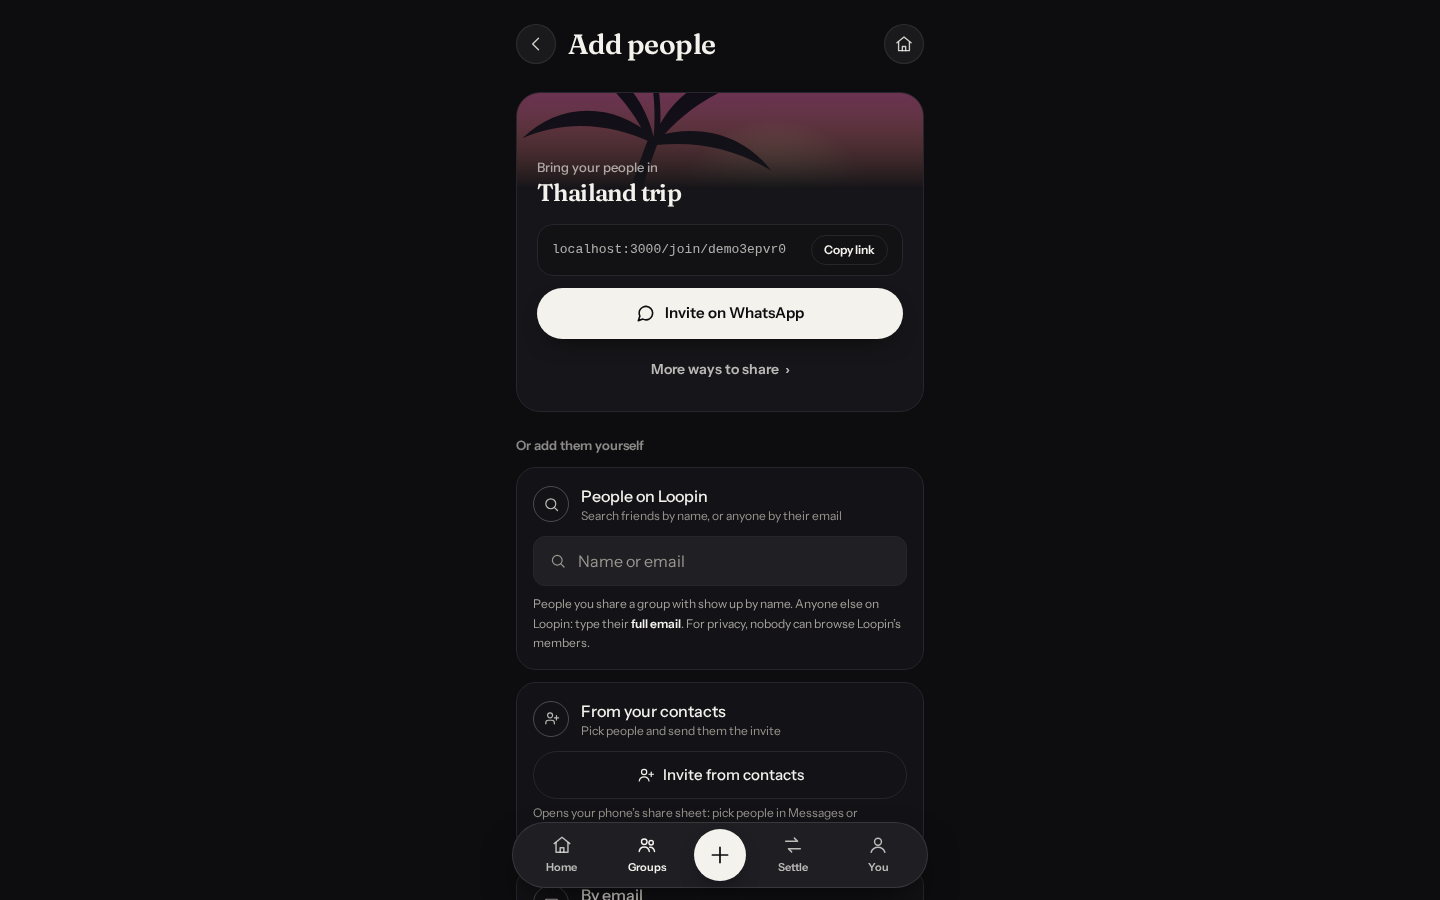 Add people
Bring your people in
Thailand trip
localhost:3000/join/demo3epvr0
Copy link
Invite on WhatsApp
More ways to share ›
Or add them yourself
People on Loopin
Search friends by name, or anyone by their email
Name or email
People you share a group with show up by name. Anyone else on
Loopin: type their full email. For privacy, nobody can browse Loopin's
members.
From your contacts
Pick people and send them the invite
Invite from contacts
Opens your phone's share sheet: pick people in Messages or
Home
Groups
Settle
You
By email